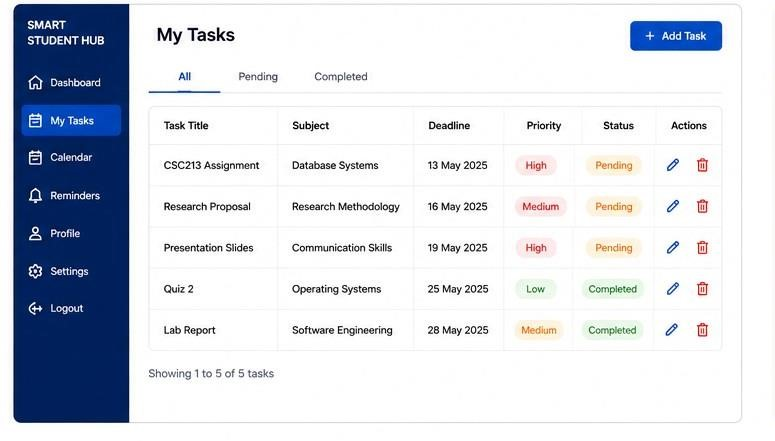 SMART
STUDENT HUB
Dashboard
My Tasks
Calendar
Reminders
Profile
Settings
Logout
My Tasks
+ Add Task
All Pending Completed
Task Title Subject Deadline Priority Status Actions
CSC213 Assignment Database Systems 13 May 2025 High Pending
Research Proposal Research Methodology 16 May 2025 Medium Pending
Presentation Slides Communication Skills 19 May 2025 High Pending
Quiz 2 Operating Systems 25 May 2025 Low Completed
Lab Report Software Engineering 28 May 2025 Medium Completed
Showing 1 to 5 of 5 tasks